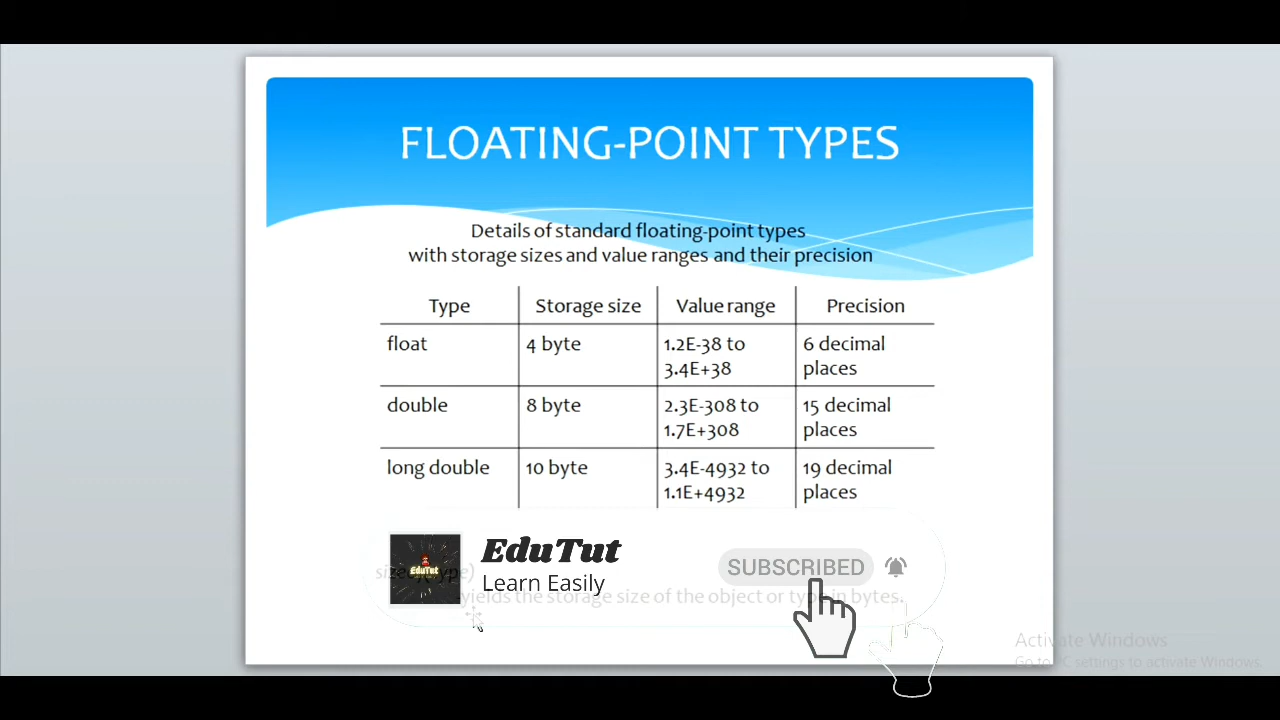 FLOATING-POINT TYPES
Details of standard floating-point types
with storage sizes and value ranges and their precision
Type Storage size Value range Precision
float 4 byte 1.2E-38 to 3.4E+38 6 decimal places
double 8 byte 2.3E-308 to 1.7E+308 15 decimal places
long double 10 byte 3.4E-4932 to 1.1E+4932 19 decimal places
EduTut
EduTut
Learn Easily
SUBSCRIBED
yields the storage size of the object or type in bytes.
Activate Windows
Go to PC settings to activate Windows.